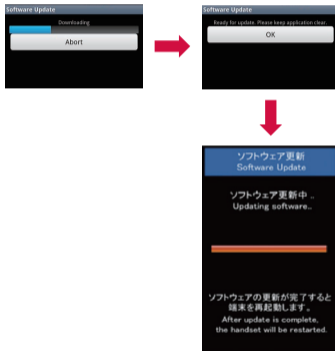 Software Update
Downloading
Abort
Software Update
Ready for update. Please keep application clear.
OK
ソフトウェア更新
Software Update
ソフトウェア更新中 ..
Updating software..
ソフトウェアの更新が完了すると
端末を再起動します。
After update is complete,
the handset will be restarted.